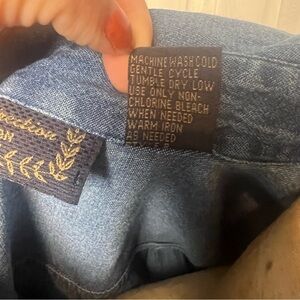 MACHINE WASH COLD
GENTLE CYCLE
TUMBLE DRY LOW
USE ONLY NON-
CHLORINE BLEACH
WHEN NEEDED
WARM IRON
AS NEEDED